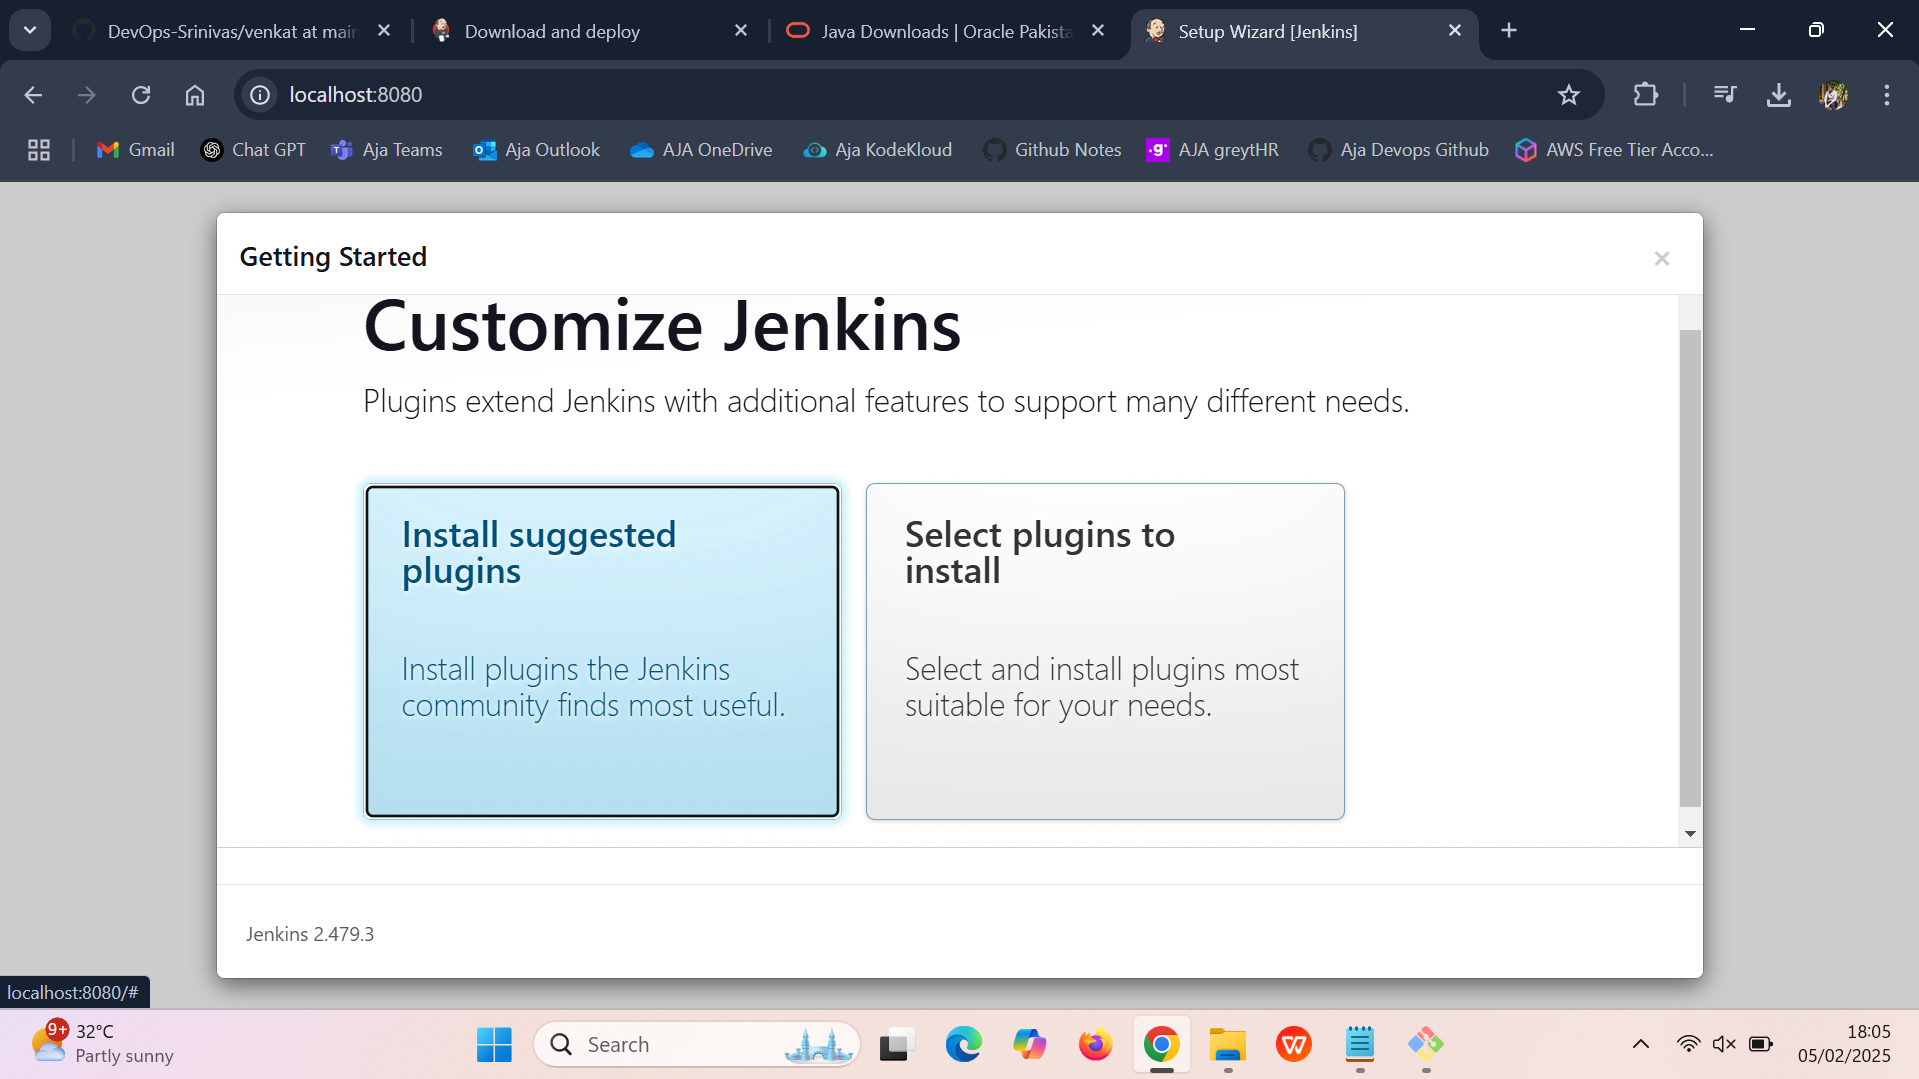 DevOps-Srinivas/venkat at mair
Download and deploy
Java Downloads | Oracle Pakista
Setup Wizard [Jenkins]
localhost:8080
Gmail
Chat GPT
Aja Teams
Aja Outlook
AJA OneDrive
Aja KodeKloud
Github Notes
.g'
AJA greytHR
Aja Devops Github
AWS Free Tier Acco...
Getting Started
Customize Jenkins
Plugins extend Jenkins with additional features to support many different needs.
Install suggested
plugins
Install plugins the Jenkins
community finds most useful.
Select plugins to
install
Select and install plugins most
suitable for your needs.
Jenkins 2.479.3
localhost:8080/#
9+
32°C
Partly sunny
Search
18:05
05/02/2025